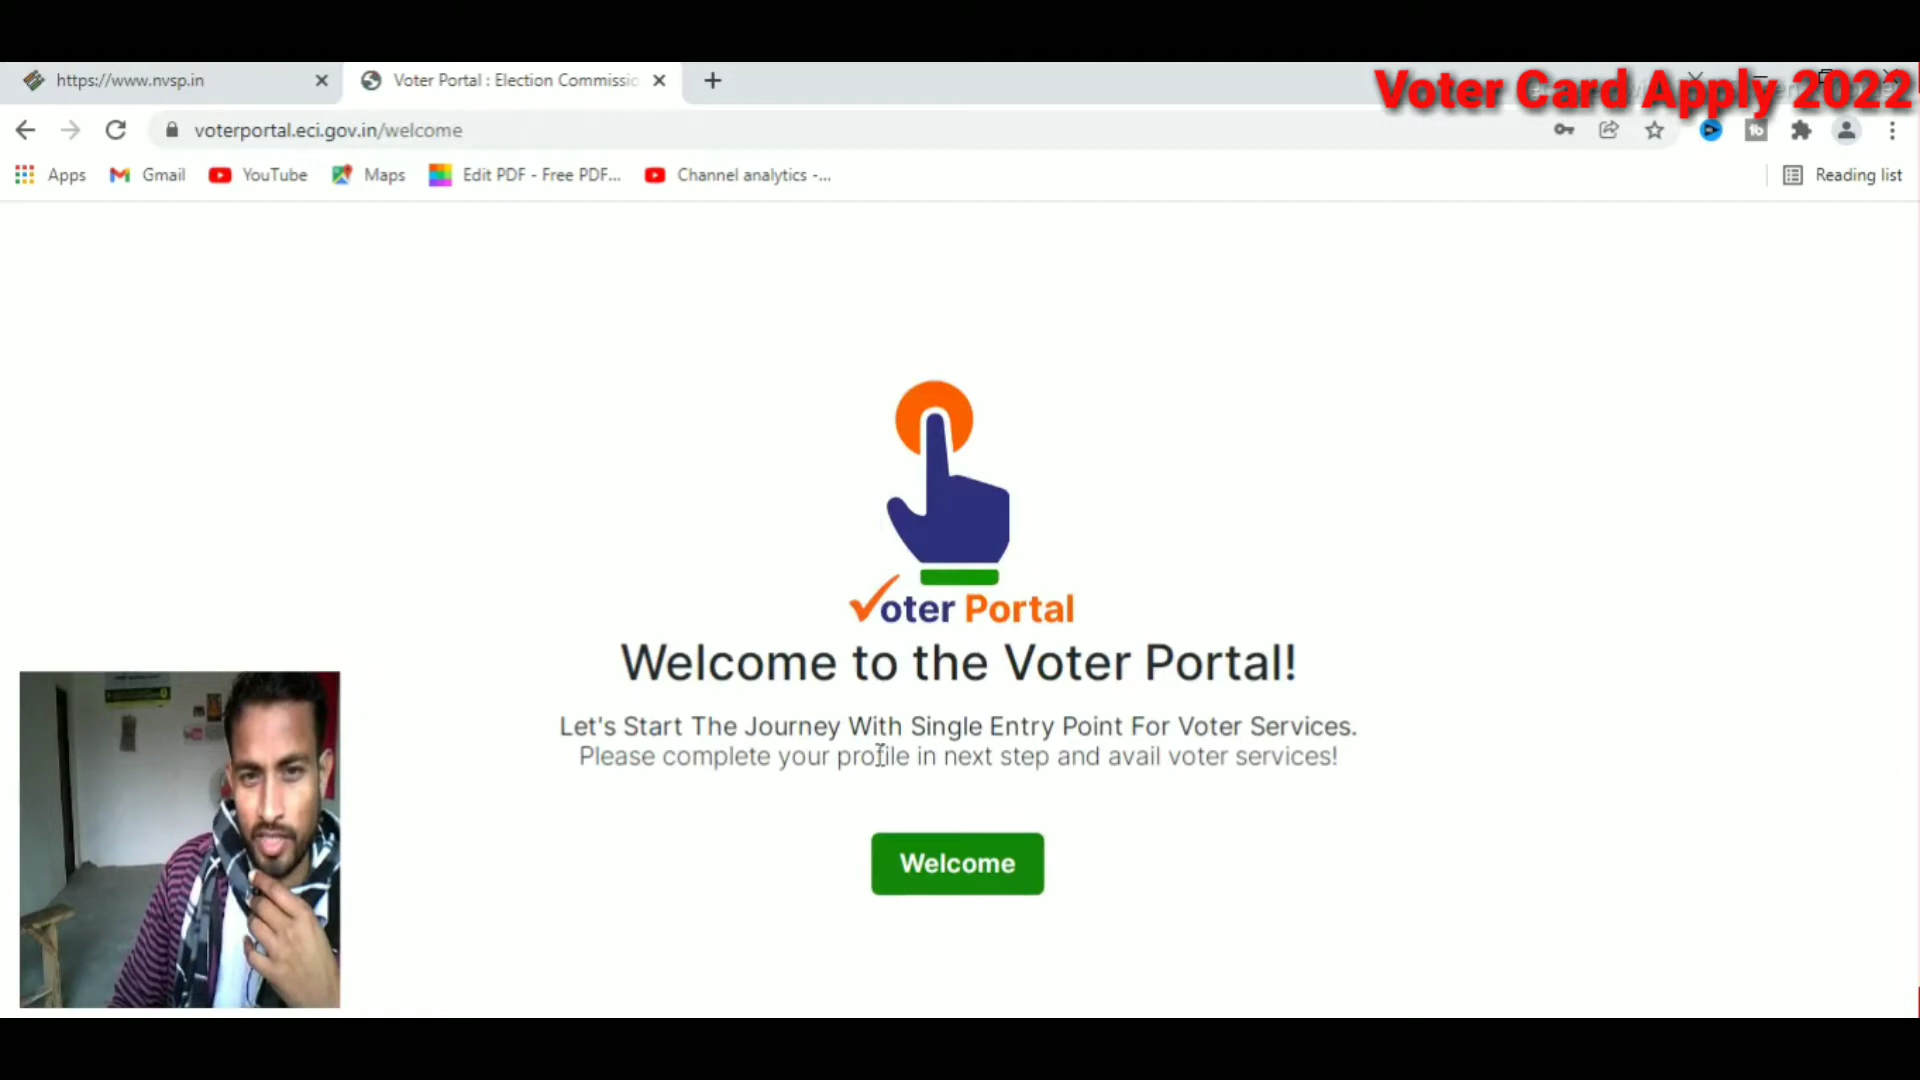 Voter Card Apply 2022
https://www.nvsp.in
Voter Portal : Election Commissio
voterportal.eci.gov.in/welcome
Apps
Gmail
YouTube
Maps
Edit PDF - Free PDF...
Channel analytics -...
Reading list
Voter Portal
Welcome to the Voter Portal!
Let's Start The Journey With Single Entry Point For Voter Services.
Please complete your profile in next step and avail voter services!
Welcome